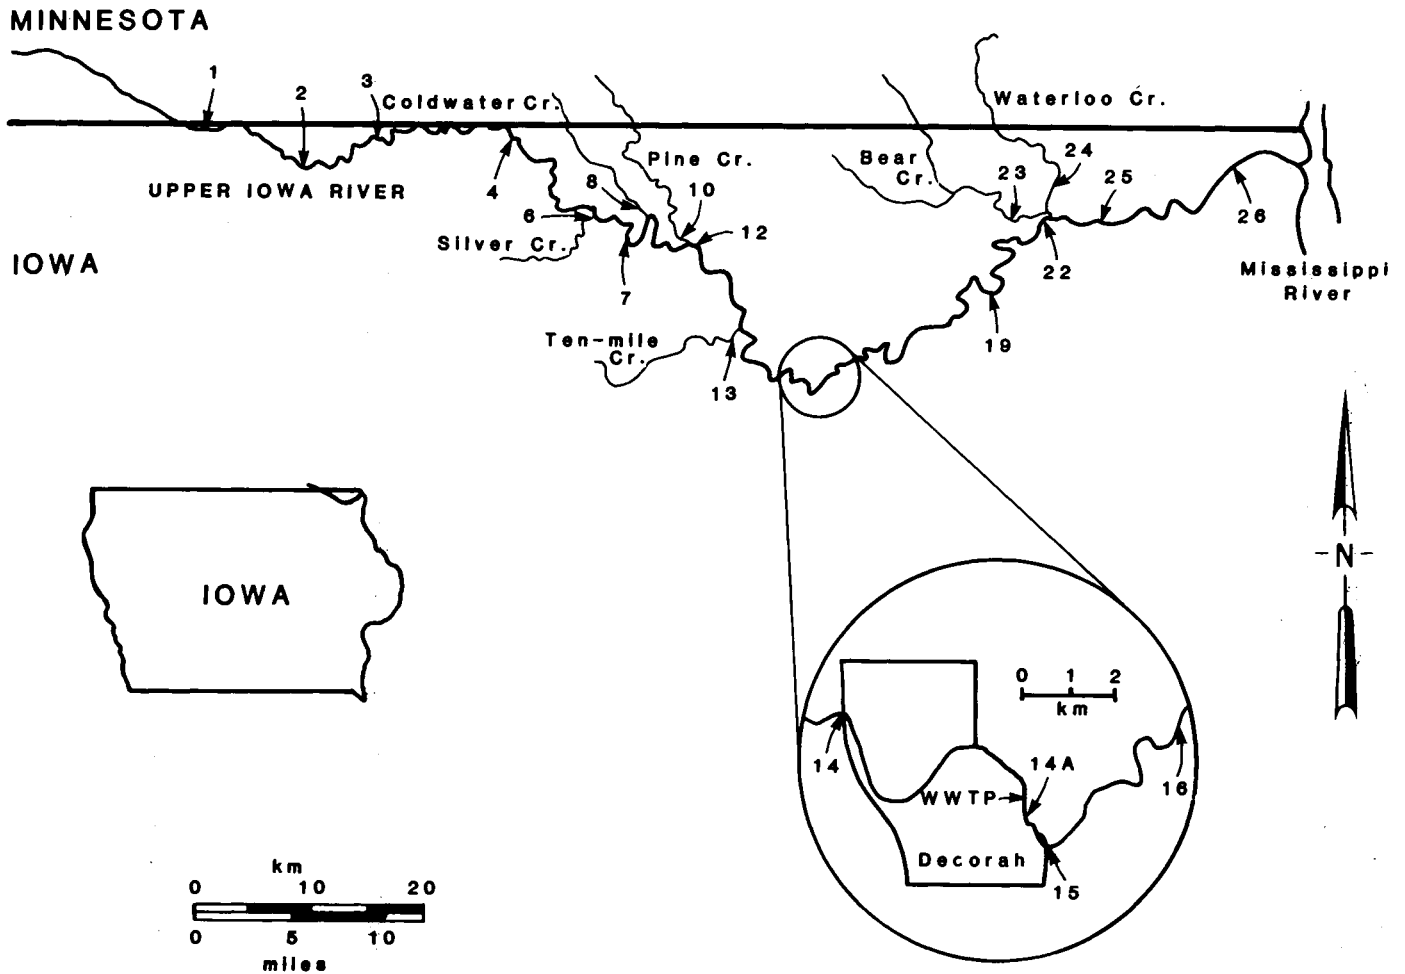 MINNESOTA
1
2
3
Coldwater Cr.
Waterloo Cr.
Pine Cr.
Bear
Cr.
24
23
25
UPPER IOWA RIVER
4
8
10
6
12
26
Silver Cr.
IOWA
22
Mississippi
River
7
19
Ten-mile
Cr.
13
N
IOWA
0 1 2
km
14
14A
16
WWTP
Decorah
15
km
0 10 20
0 5 10
miles